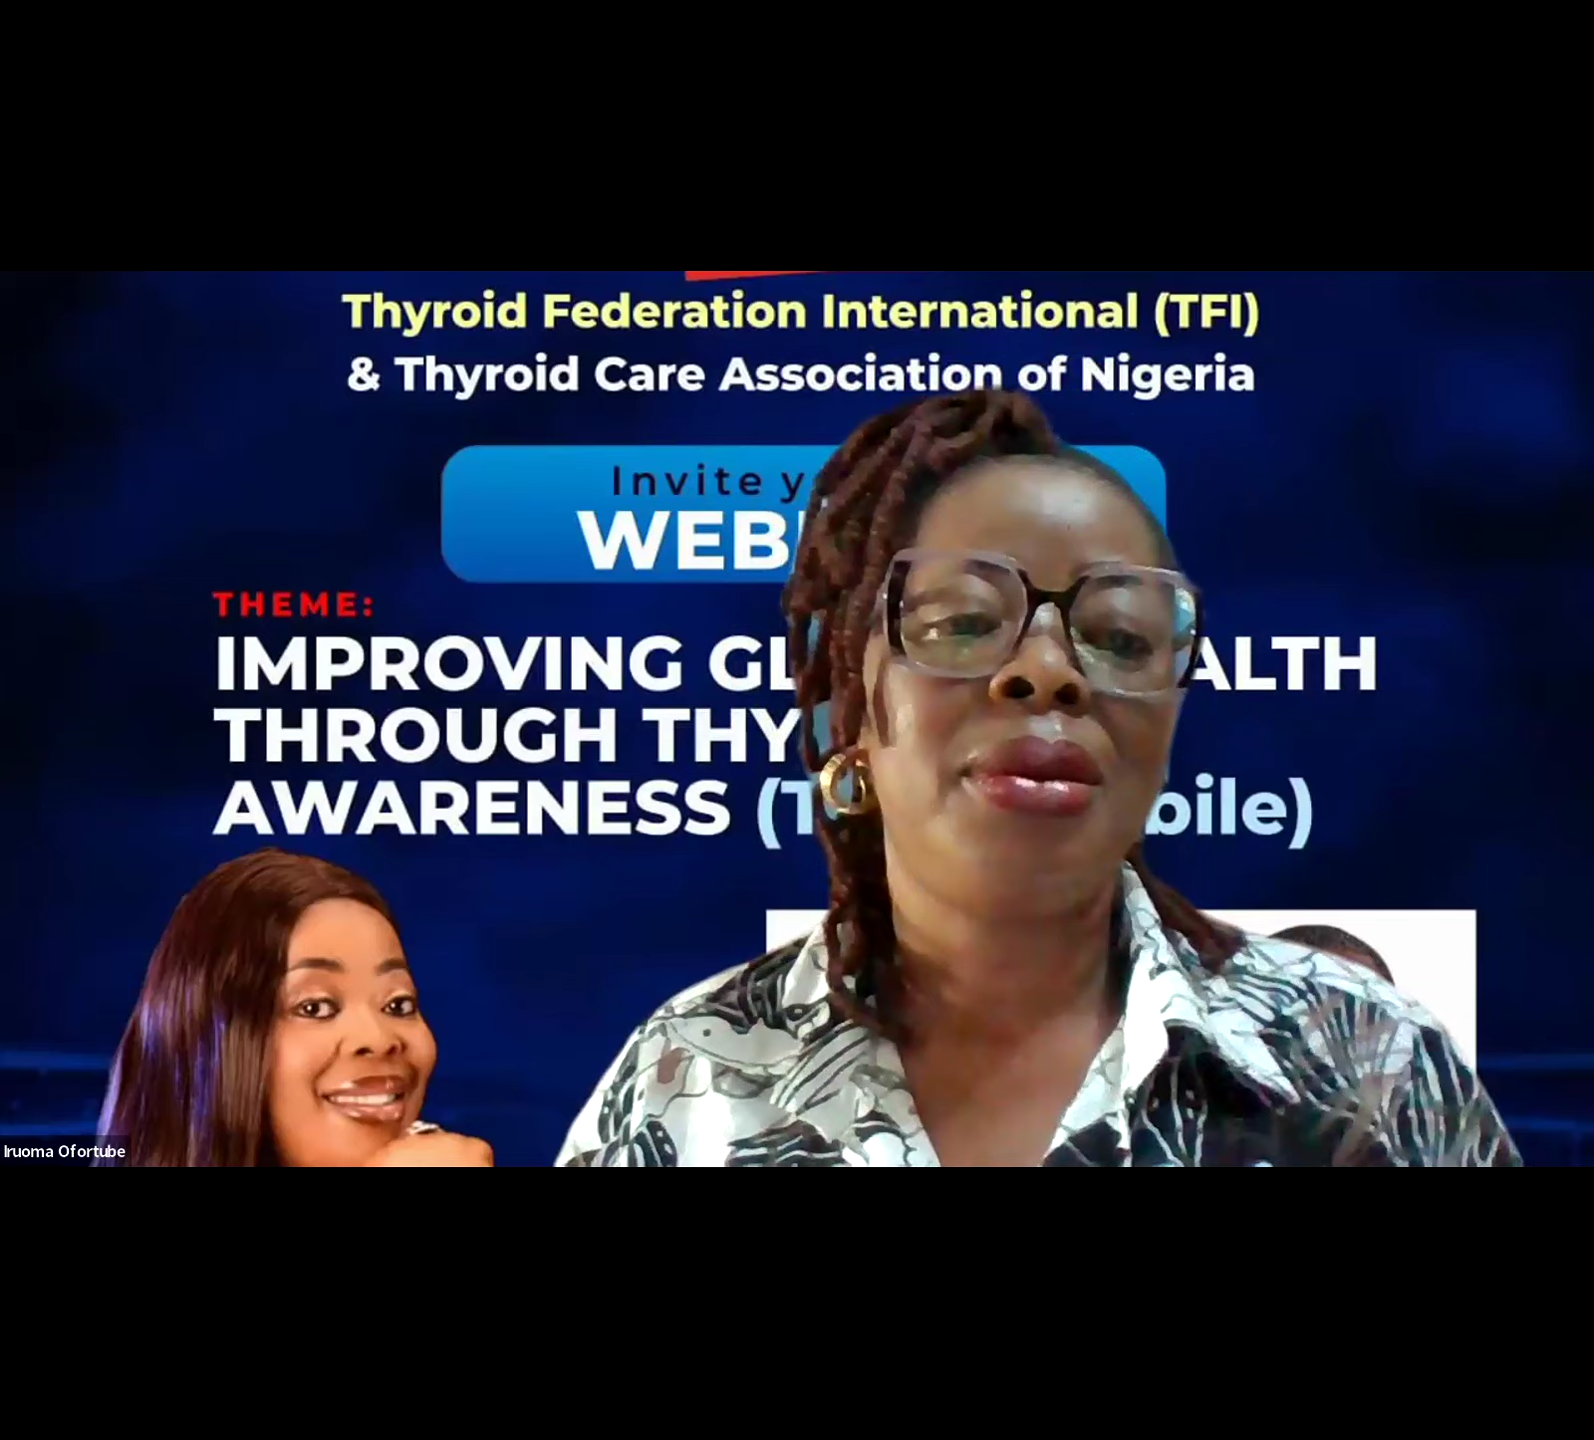 Thyroid Federation International (TFI)
& Thyroid Care Association of Nigeria
Invite
WEB
THEME:
IMPROVING GL ALTH
THROUGH THY
AWARENESS (T bile)
Iruoma Ofortube